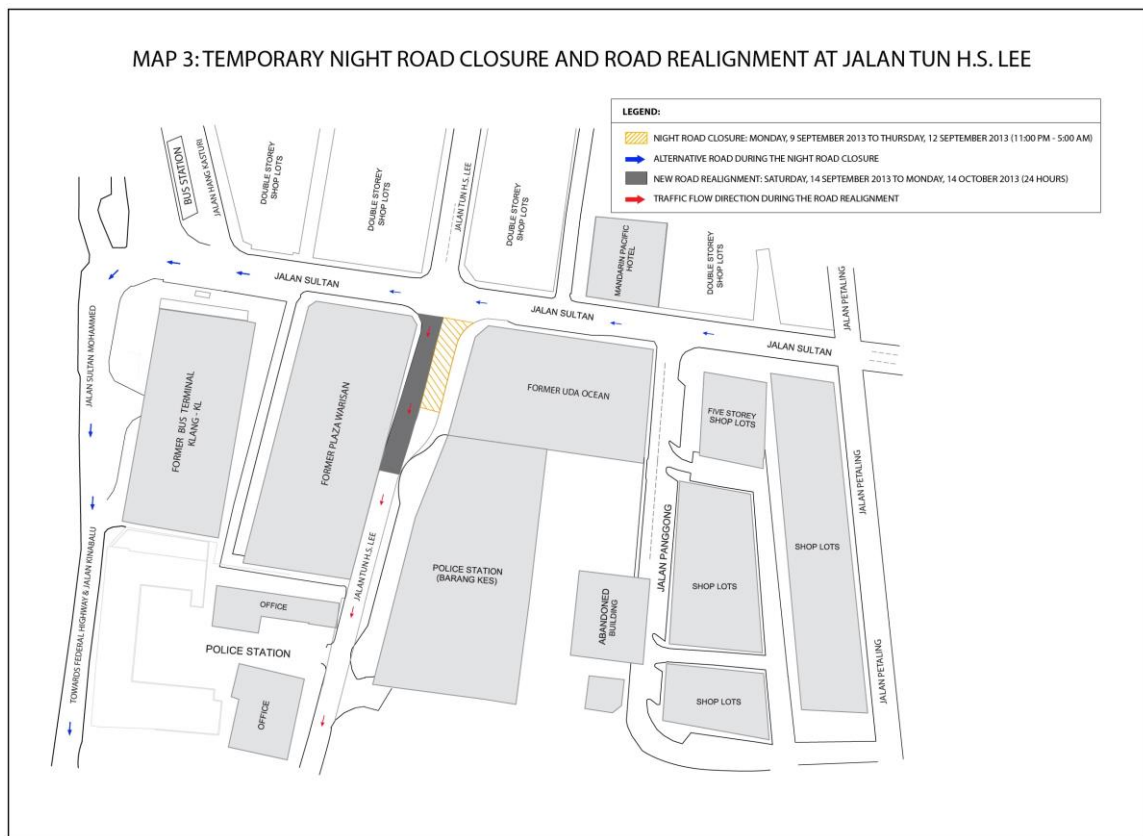 MAP 3: TEMPORARY NIGHT ROAD CLOSURE AND ROAD REALIGNMENT AT JALAN TUN H.S. LEE
LEGEND:
NIGHT ROAD CLOSURE: MONDAY, 9 SEPTEMBER 2013 TO THURSDAY, 12 SEPTEMBER 2013 (11:00 PM - 5:00 AM)
ALTERNATIVE ROAD DURING THE NIGHT ROAD CLOSURE
NEW ROAD REALIGNMENT: SATURDAY, 14 SEPTEMBER 2013 TO MONDAY, 14 OCTOBER 2013 (24 HOURS)
TRAFFIC FLOW DIRECTION DURING THE ROAD REALIGNMENT
BUS STATION
JALAN HANG KASTURI
DOUBLE STOREY
SHOP LOTS
DOUBLE STOREY
SHOP LOTS
JALAN TUN H.S. LEE
DOUBLE STOREY
SHOP LOTS
MANDARIN PACIFIC
HOTEL
DOUBLE STOREY
SHOP LOTS
JALAN PETALING
JALAN SULTAN
JALAN SULTAN
JALAN SULTAN
JALAN SULTAN MOHAMMED
FORMER BUS TERMINAL
KLANG - KL
FORMER PLAZA WARISAN
FORMER UDA OCEAN
FIVE STOREY
SHOP LOTS
JALAN PETALING
TOWARDS FEDERAL HIGHWAY & JALAN KINABALU
JALAN TUN H.S. LEE
POLICE STATION
(BARANG KES)
JALAN PANGGONG
SHOP LOTS
SHOP LOTS
OFFICE
ABANDONED
BUILDING
POLICE STATION
OFFICE
SHOP LOTS
JALAN PETALING